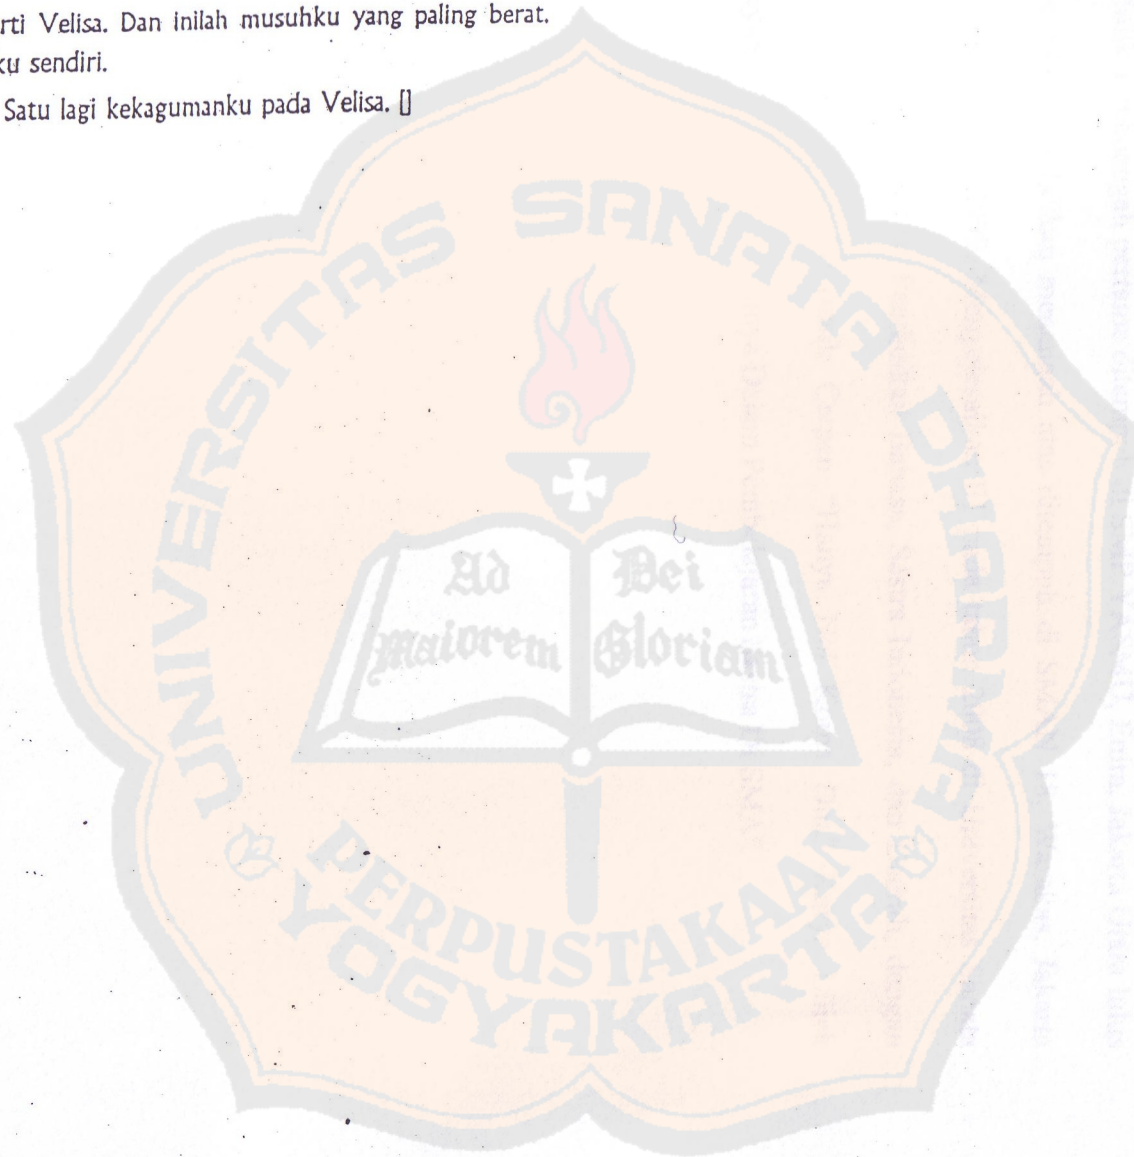 rti Velisa. Dan inilah musuhku yang paling berat.
ku sendiri.
Satu lagi kekagumanku pada Velisa. []
UNIVERSITAS SANATA DHARMA
Ad Dei
maiorem Gloriam
PERPUSTAKAAN
YOGYAKARTA